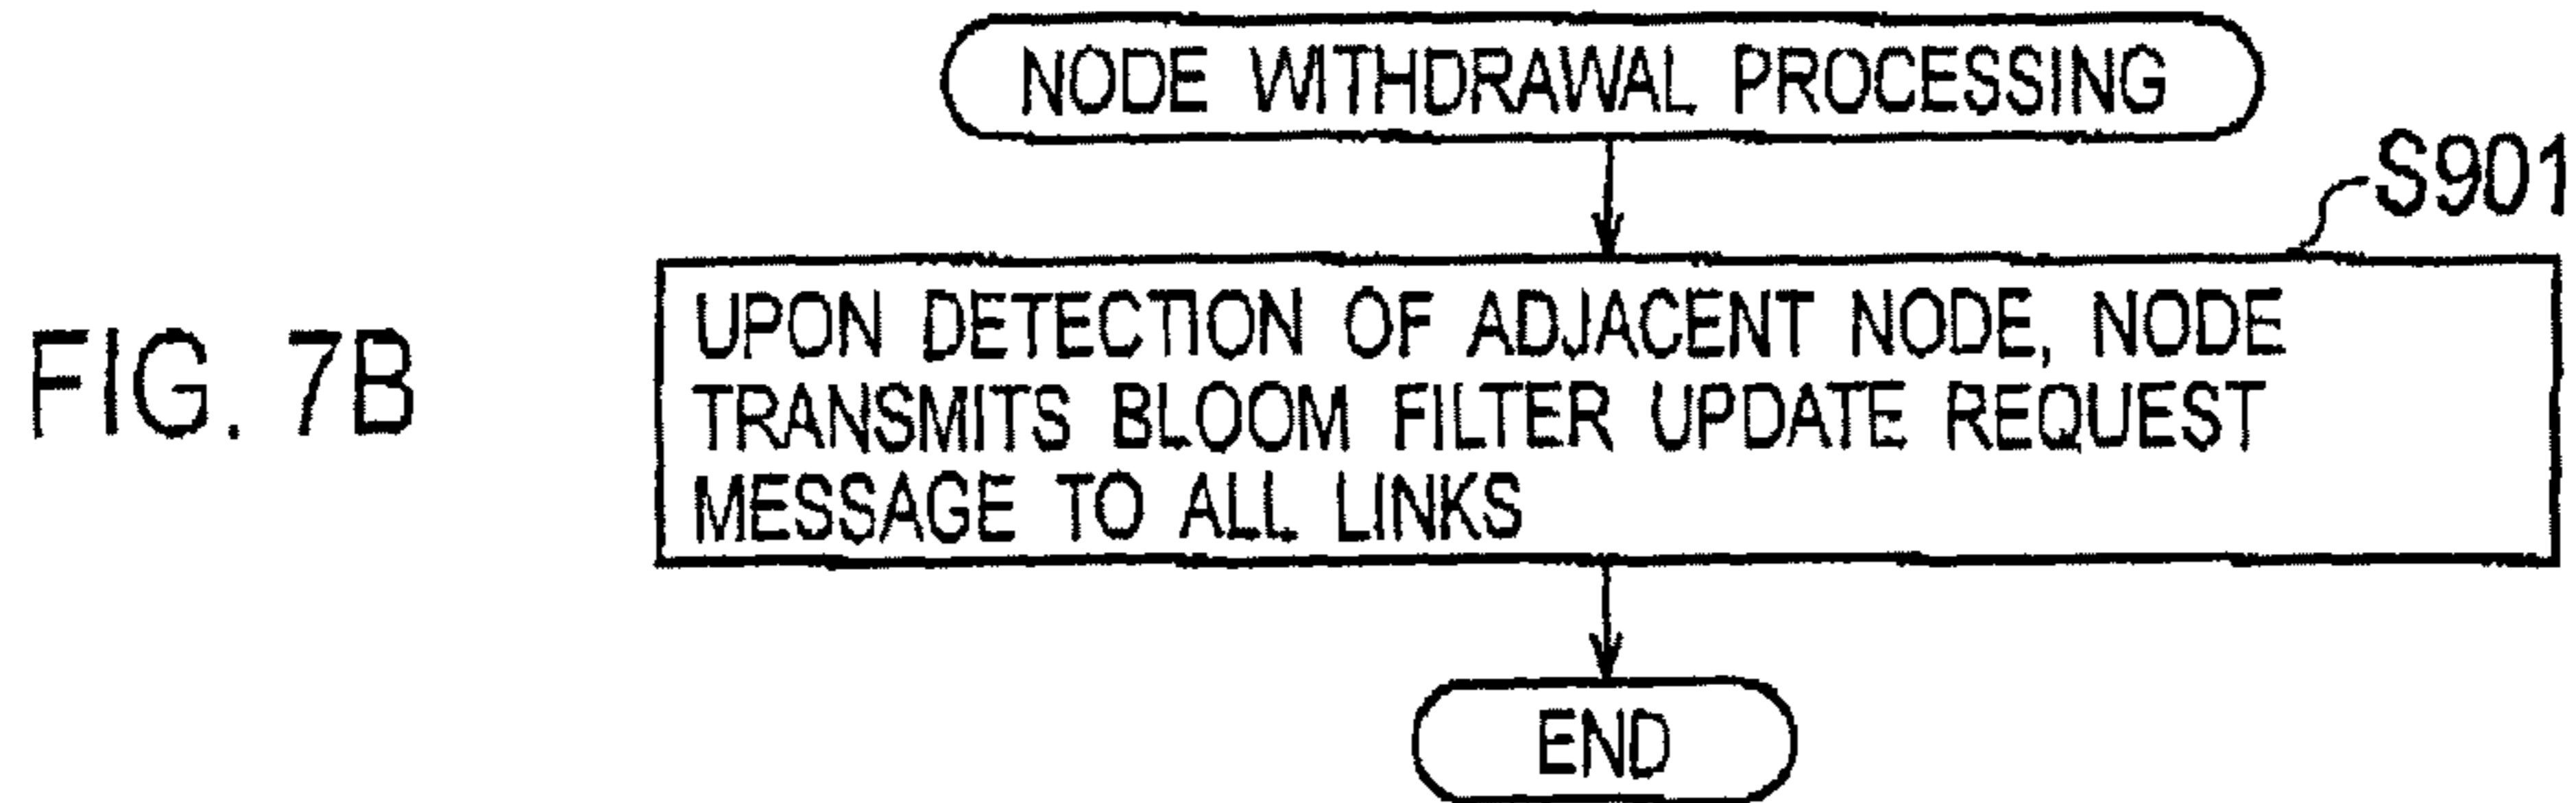 NODE WITHDRAWAL PROCESSING
S901
UPON DETECTION OF ADJACENT NODE, NODE
TRANSMITS BLOOM FILTER UPDATE REQUEST
MESSAGE TO ALL LINKS
FIG. 7B
END